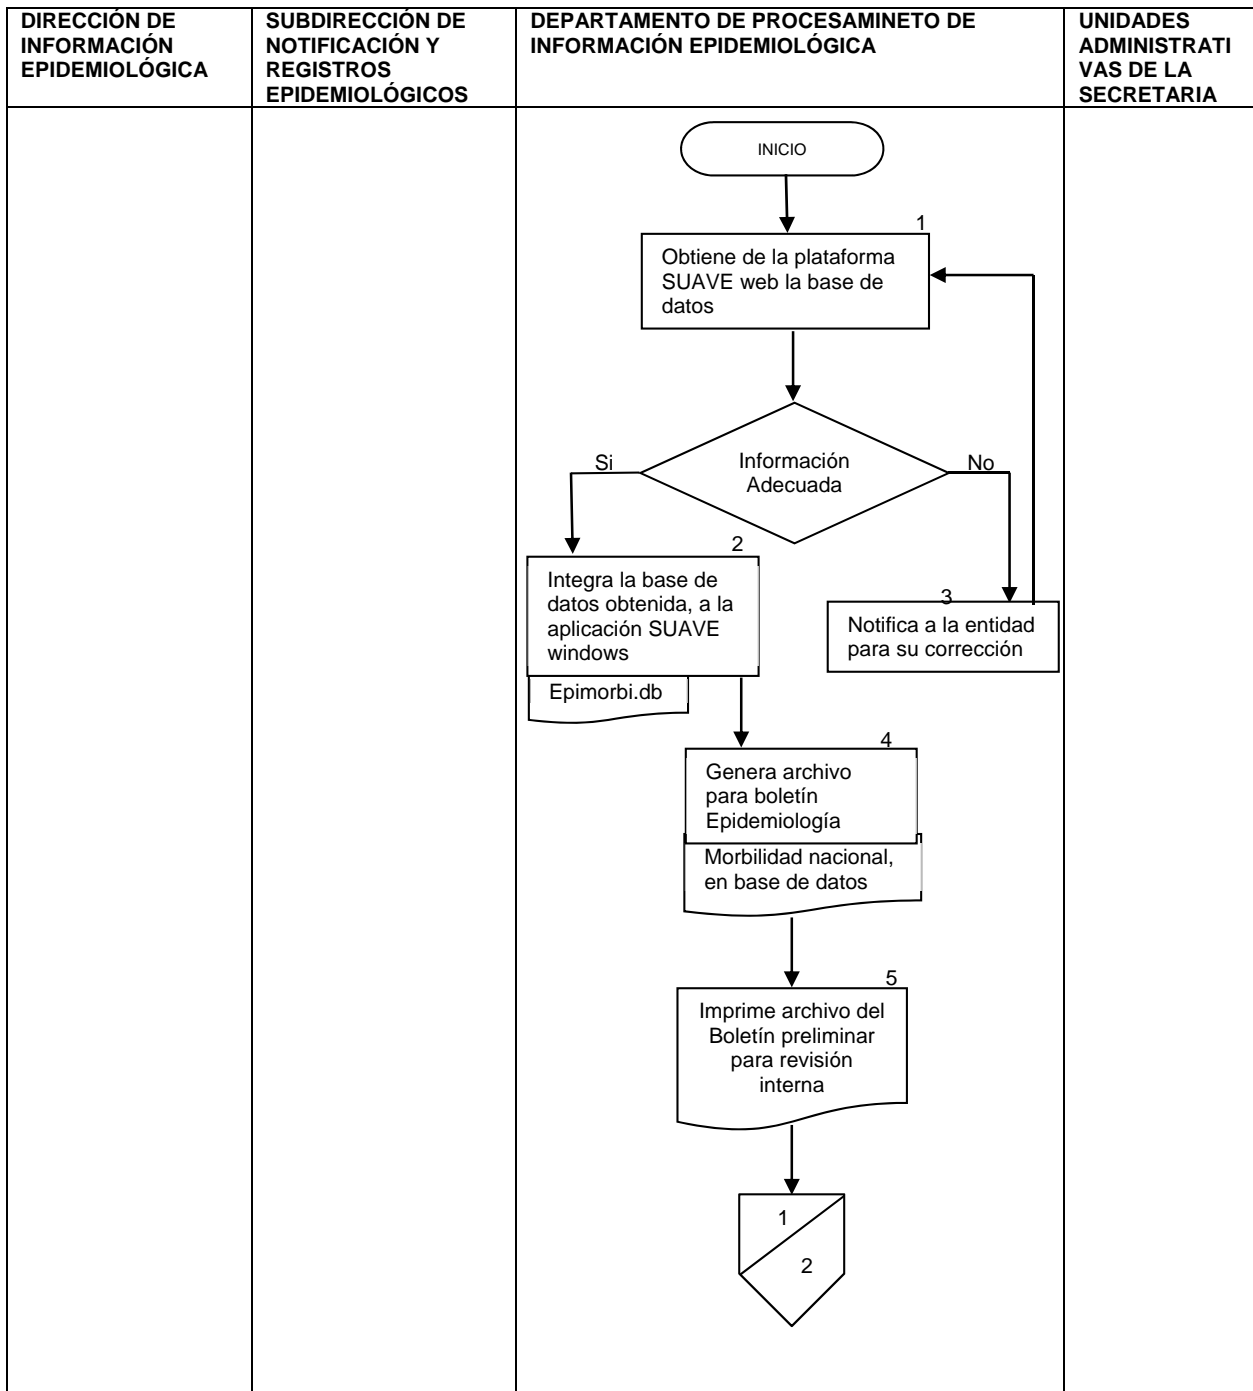 DIRECCIÓN DE
INFORMACIÓN
EPIDEMIOLÓGICA
SUBDIRECCIÓN DE
NOTIFICACIÓN Y
REGISTROS
EPIDEMIOLÓGICOS
DEPARTAMENTO DE PROCESAMINETO DE
INFORMACIÓN EPIDEMIOLÓGICA
UNIDADES
ADMINISTRATI
VAS DE LA
SECRETARIA
INICIO
1
Obtiene de la plataforma
SUAVE web la base de
datos
Si
Información
Adecuada
No
2
Integra la base de
datos obtenida, a la
aplicación SUAVE
windows
Epimorbi.db
3
Notifica a la entidad
para su corrección
4
Genera archivo
para boletín
Epidemiología
Morbilidad nacional,
en base de datos
5
Imprime archivo del
Boletín preliminar
para revisión
interna
1
2